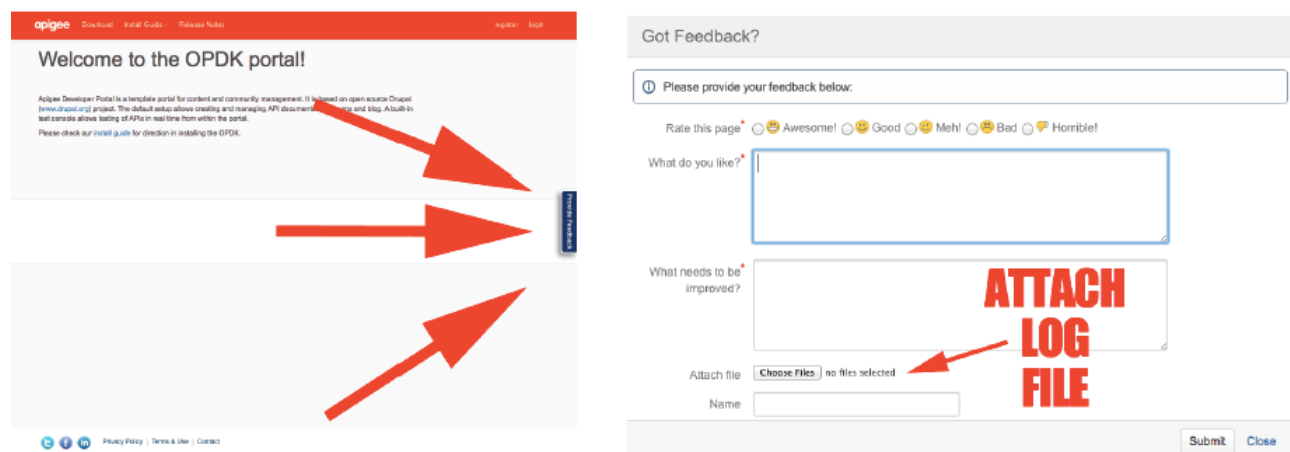 apigee Download Install Guide Release Notes register login
Welcome to the OPDK portal!
Apigee Developer Portal is a template portal for content and community management. It is based on open source Drupal
(www.drupal.org) project. The default setup allows creating and managing API documents and blog. A built-in
test console allows testing of APIs in real time from within the portal.
Please check our install guide for direction in installing the OPDK.
Provide Feedback
Privacy Policy | Terms & Use | Contact
Got Feedback?
Please provide your feedback below:
Rate this page* Awesome! Good Meh! Bad Horrible!
What do you like?*
What needs to be*
improved?
ATTACH
LOG
FILE
Attach file Choose Files no files selected
Name
Submit Close